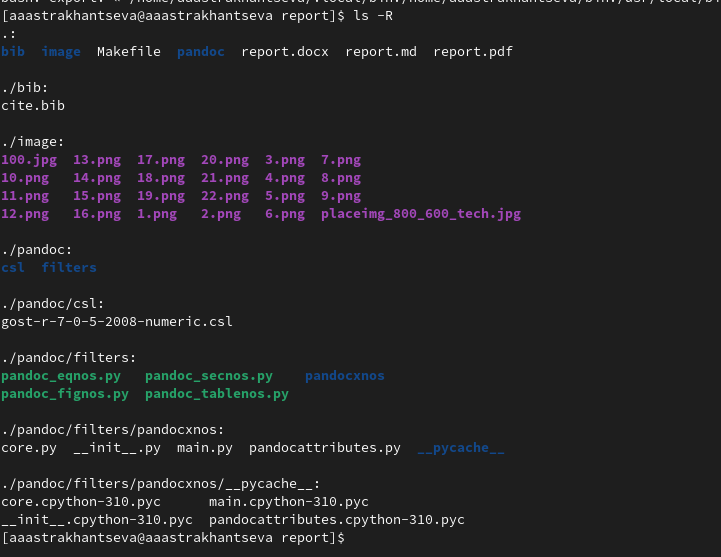 [aaastrakhantseva@aaastrakhantseva report]$ ls -R
.:
bib  image  Makefile  pandoc  report.docx  report.md  report.pdf
./bib:
cite.bib
./image:
100.jpg  13.png  17.png  20.png  3.png  7.png
10.png   14.png  18.png  21.png  4.png  8.png
11.png   15.png  19.png  22.png  5.png  9.png
12.png   16.png  1.png   2.png   6.png  placeimg_800_600_tech.jpg
./pandoc:
csl  filters
./pandoc/csl:
gost-r-7-0-5-2008-numeric.csl
./pandoc/filters:
pandoc_eqnos.py   pandoc_secnos.py    pandocxnos
pandoc_fignos.py  pandoc_tablenos.py
./pandoc/filters/pandocxnos:
core.py  __init__.py  main.py  pandocattributes.py  __pycache__
./pandoc/filters/pandocxnos/__pycache__:
core.cpython-310.pyc      main.cpython-310.pyc
__init__.cpython-310.pyc  pandocattributes.cpython-310.pyc
[aaastrakhantseva@aaastrakhantseva report]$